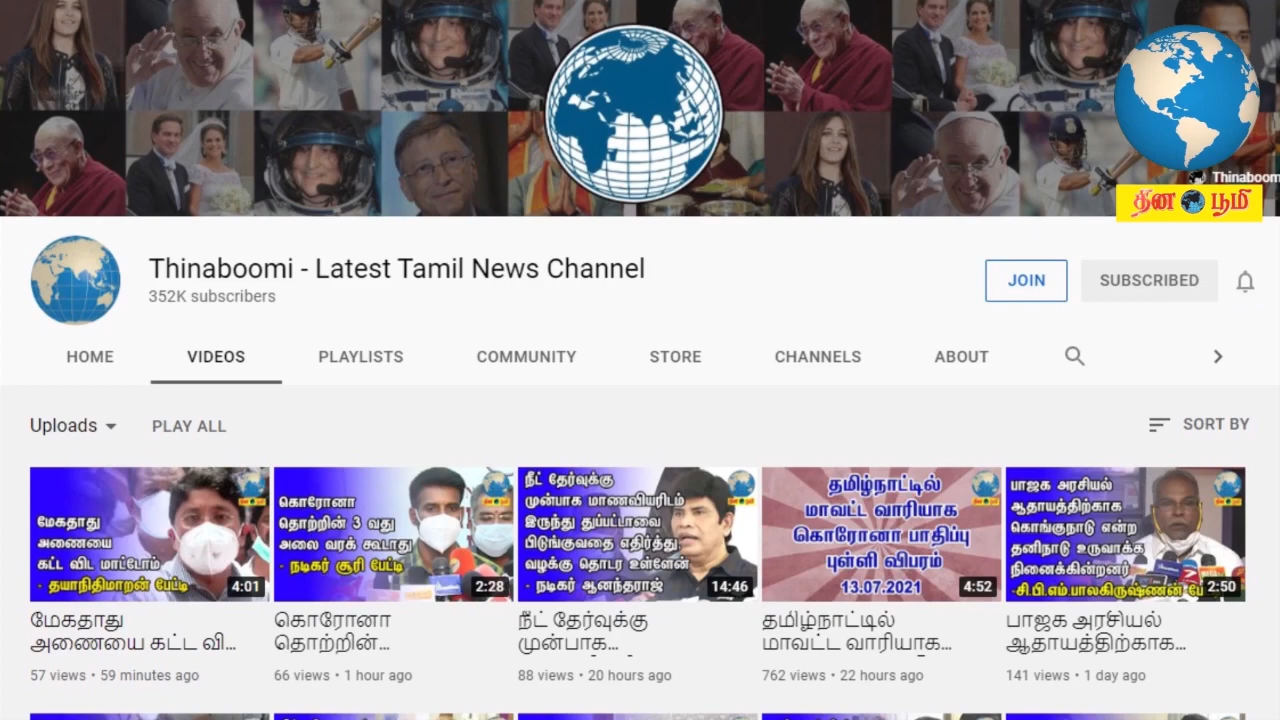 Thinaboom
தின பூமி
Thinaboomi - Latest Tamil News Channel
352K subscribers
JOIN
SUBSCRIBED
HOME
VIDEOS
PLAYLISTS
COMMUNITY
STORE
CHANNELS
ABOUT
Uploads
PLAY ALL
SORT BY
மேகதாது
அணையை
கட்ட விட மாட்டோம்
- தயாநிதிமாறன் பேட்டி
4:01
கொரோனா
தொற்றின் 3 வது
அலை வரக் கூடாது
- நடிகர் சூரி பேட்டி
2:28
நீட் தேர்வுக்கு
முன்பாக மாணவியரிடம்
இருந்து துப்பட்டாவை
பிடுங்குவதை எதிர்த்து
வழக்கு தொடர உள்ளேன்
- நடிகர் ஆனந்தராஜ்
14:46
தமிழ்நாட்டில்
மாவட்ட வாரியாக
கொரோனா பாதிப்பு
புள்ளி விபரம்
13.07.2021
4:52
பாஜக அரசியல்
ஆதாயத்திற்காக
கொங்குநாடு என்ற
தனிநாடு உருவாக்க
நினைக்கின்றனர்
-சி.பி.எம்.பாலகிருஷ்ணன் பே
2:50
மேகதாது
அணையை கட்ட வி...
57 views • 59 minutes ago
கொரோனா
தொற்றின்...
66 views • 1 hour ago
நீட் தேர்வுக்கு
முன்பாக...
88 views • 20 hours ago
தமிழ்நாட்டில்
மாவட்ட வாரியாக...
762 views • 22 hours ago
பாஜக அரசியல்
ஆதாயத்திற்காக...
141 views • 1 day ago